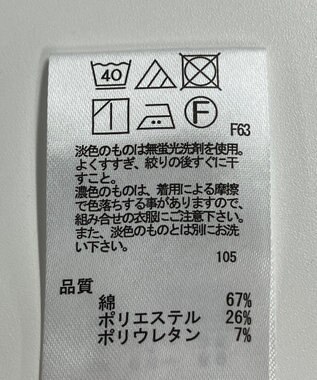 40
F
F63
淡色のものは無蛍光洗剤を使用。
よくすすぎ、絞りの後すぐに干
すこと。
濃色のものは、着用による摩擦
で色落ちする事がありますので、
組み合せの衣服にご注意下さい。
また、淡色のものとは別にお洗
い下さい。
105
品質
綿 67%
ポリエステル 26%
ポリウレタン 7%